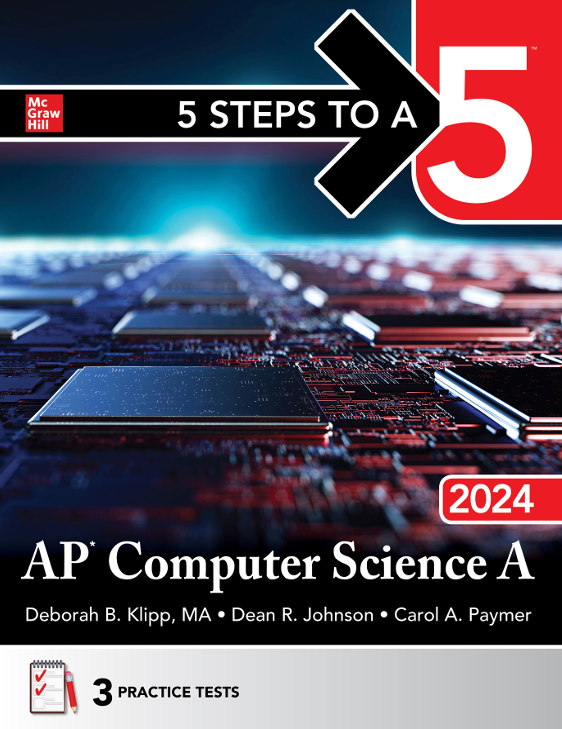 Mc
Graw
Hill
5 STEPS TO A 5™
2024
AP* Computer Science A
Deborah B. Klipp, MA • Dean R. Johnson • Carol A. Paymer
3 PRACTICE TESTS